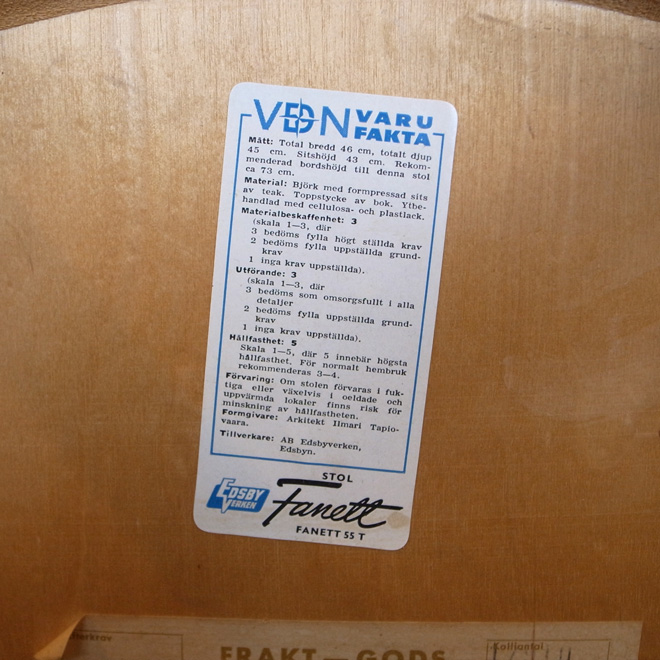 VDN VARU
FAKTA
Mått: Total bredd 46 cm, totalt djup
45 cm. Sitshöjd 43 cm. Rekom-
menderad bordshöjd till denna stol
ca 73 cm.
Material: Björk med formpressad sits
av teak. Toppstycke av bok. Ytbe-
handlad med cellulosa- och plastlack.
Materialbeskaffenhet: 3
(skala 1—3, där
3 bedöms fylla högt ställda krav
2 bedöms fylla uppställda grund-
krav
1 inga krav uppställda).
Utförande: 3
(skala 1—3, där
3 bedöms som omsorgsfullt i alla
detaljer
2 bedöms fylla uppställda grund-
krav
1 inga krav uppställda).
Hållfasthet: 5
Skala 1—5, där 5 innebär högsta
hållfasthet. För normalt hembruk
rekommenderas 3—4.
Förvaring: Om stolen förvaras i fuk-
tiga eller växelvis i oeldade och
uppvärmda lokaler finns risk för
minskning av hållfastheten.
Formgivare: Arkitekt Ilmari Tapio-
vaara.
Tillverkare: AB Edsbyverken,
Edsbyn.
STOL
EDSBY
VERKEN
Fanett
FANETT 55 T
FRAKT—GODS
Kolliantal